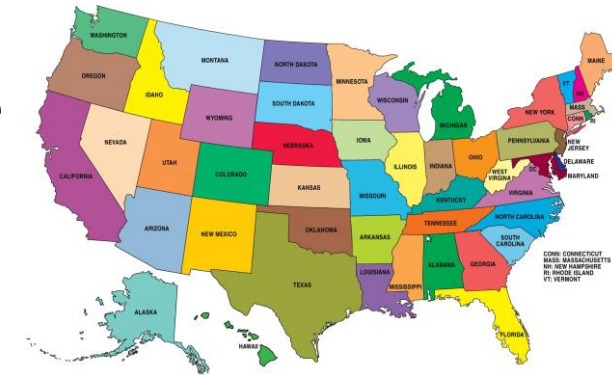 WASHINGTON
OREGON
IDAHO
MONTANA
NORTH DAKOTA
MINNESOTA
SOUTH DAKOTA
WYOMING
WISCONSIN
MICHIGAN
MAINE
VT
NH
NEW YORK
MASS
CONN
RI
NEVADA
UTAH
CALIFORNIA
COLORADO
NEBRASKA
IOWA
ILLINOIS
INDIANA
OHIO
PENNSYLVANIA
NEW
JERSEY
DELAWARE
MARYLAND
DC
WEST
VIRGINIA
VIRGINIA
KANSAS
MISSOURI
KENTUCKY
ARIZONA
NEW MEXICO
OKLAHOMA
ARKANSAS
TENNESSEE
NORTH CAROLINA
SOUTH
CAROLINA
TEXAS
LOUISIANA
MISSISSIPPI
ALABAMA
GEORGIA
FLORIDA
ALASKA
HAWAII
CONN: CONNECTICUT
MASS: MASSACHUSETTS
NH: NEW HAMPSHIRE
RI: RHODE ISLAND
VT: VERMONT